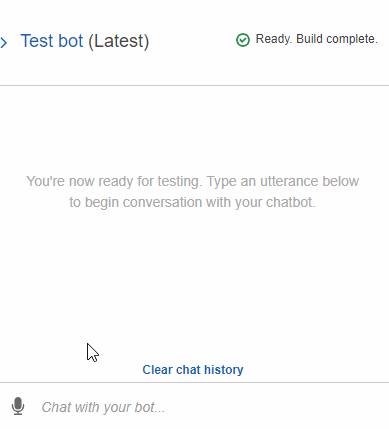 Test bot (Latest)
Ready. Build complete.
You're now ready for testing. Type an utterance below
to begin conversation with your chatbot.
Clear chat history
Chat with your bot...